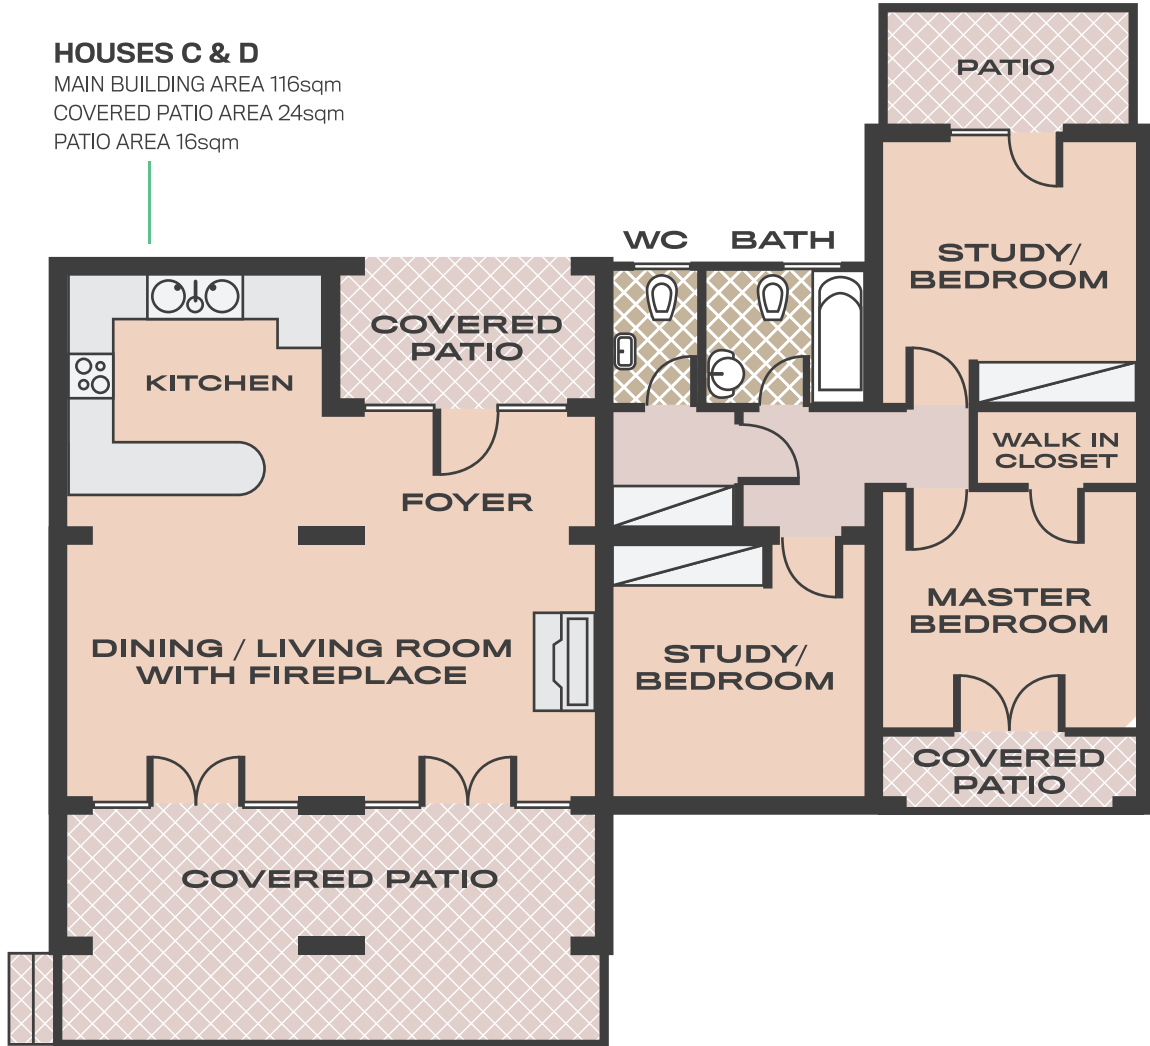 HOUSES C & D
MAIN BUILDING AREA 116sqm
COVERED PATIO AREA 24sqm
PATIO AREA 16sqm
PATIO
WC
BATH
STUDY/
BEDROOM
COVERED
PATIO
KITCHEN
WALK IN
CLOSET
FOYER
MASTER
BEDROOM
DINING / LIVING ROOM
WITH FIREPLACE
STUDY/
BEDROOM
COVERED
PATIO
COVERED PATIO